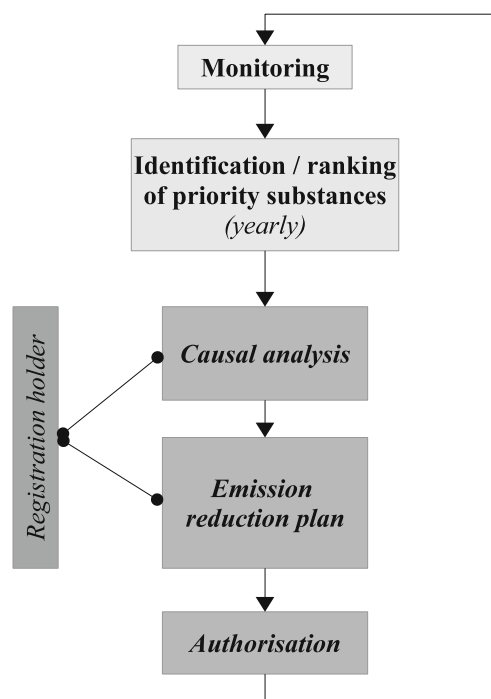 Monitoring
Identification / ranking
of priority substances
(yearly)
Registration holder
Causal analysis
Emission
reduction plan
Authorisation